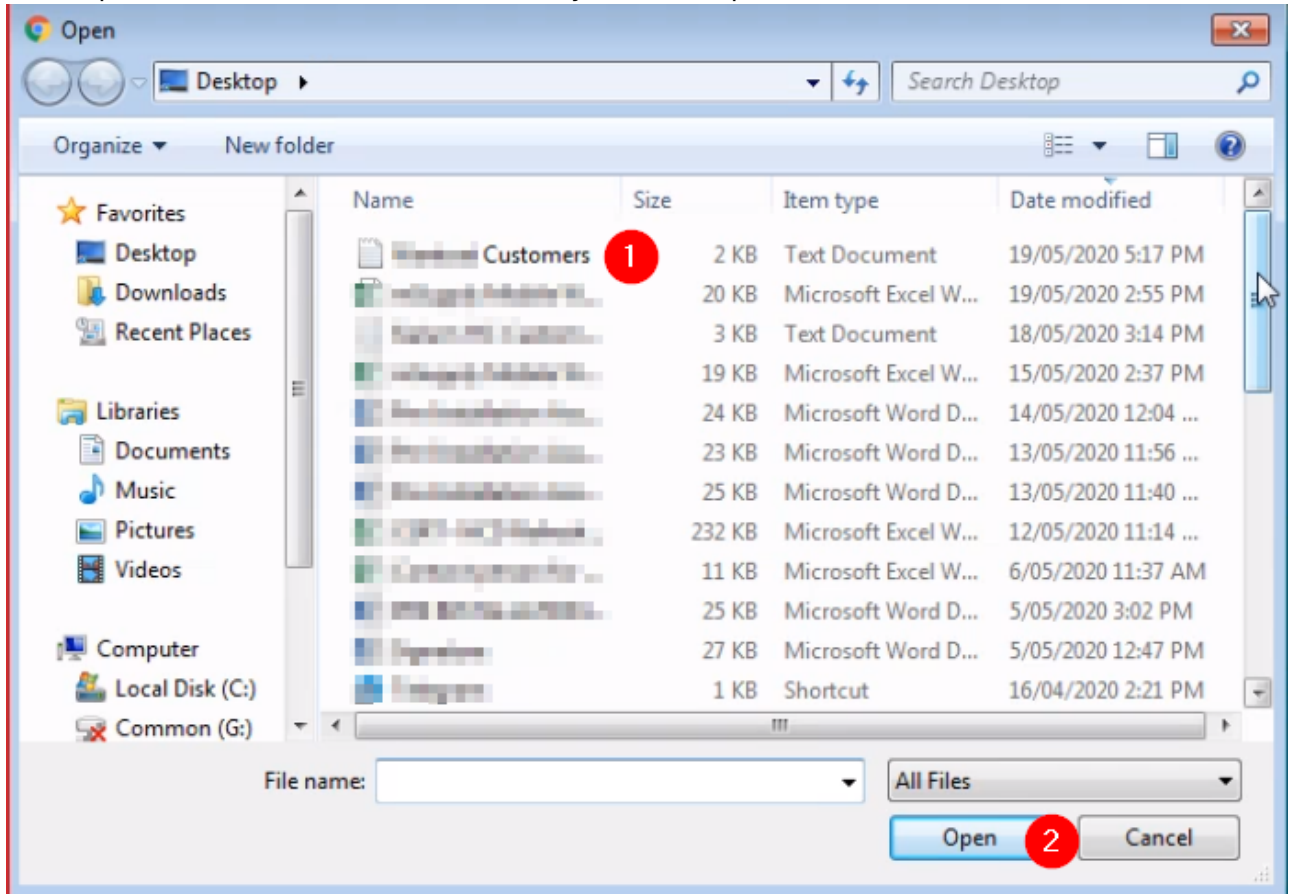 Open
Desktop
Search Desktop
Organize New folder
Name Size Item type Date modified
Favorites
Desktop
Downloads
Recent Places
Libraries
Documents
Music
Pictures
Videos
Computer
Local Disk (C:)
Common (G:)
Customers 1 2 KB Text Document 19/05/2020 5:17 PM
20 KB Microsoft Excel W... 19/05/2020 2:55 PM
3 KB Text Document 18/05/2020 3:14 PM
19 KB Microsoft Excel W... 15/05/2020 2:37 PM
24 KB Microsoft Word D... 14/05/2020 12:04 ...
23 KB Microsoft Word D... 13/05/2020 11:56 ...
25 KB Microsoft Word D... 13/05/2020 11:40 ...
232 KB Microsoft Excel W... 12/05/2020 11:14 ...
11 KB Microsoft Excel W... 6/05/2020 11:37 AM
25 KB Microsoft Word D... 5/05/2020 3:02 PM
27 KB Microsoft Word D... 5/05/2020 12:47 PM
1 KB Shortcut 16/04/2020 2:21 PM
File name: All Files
Open 2 Cancel